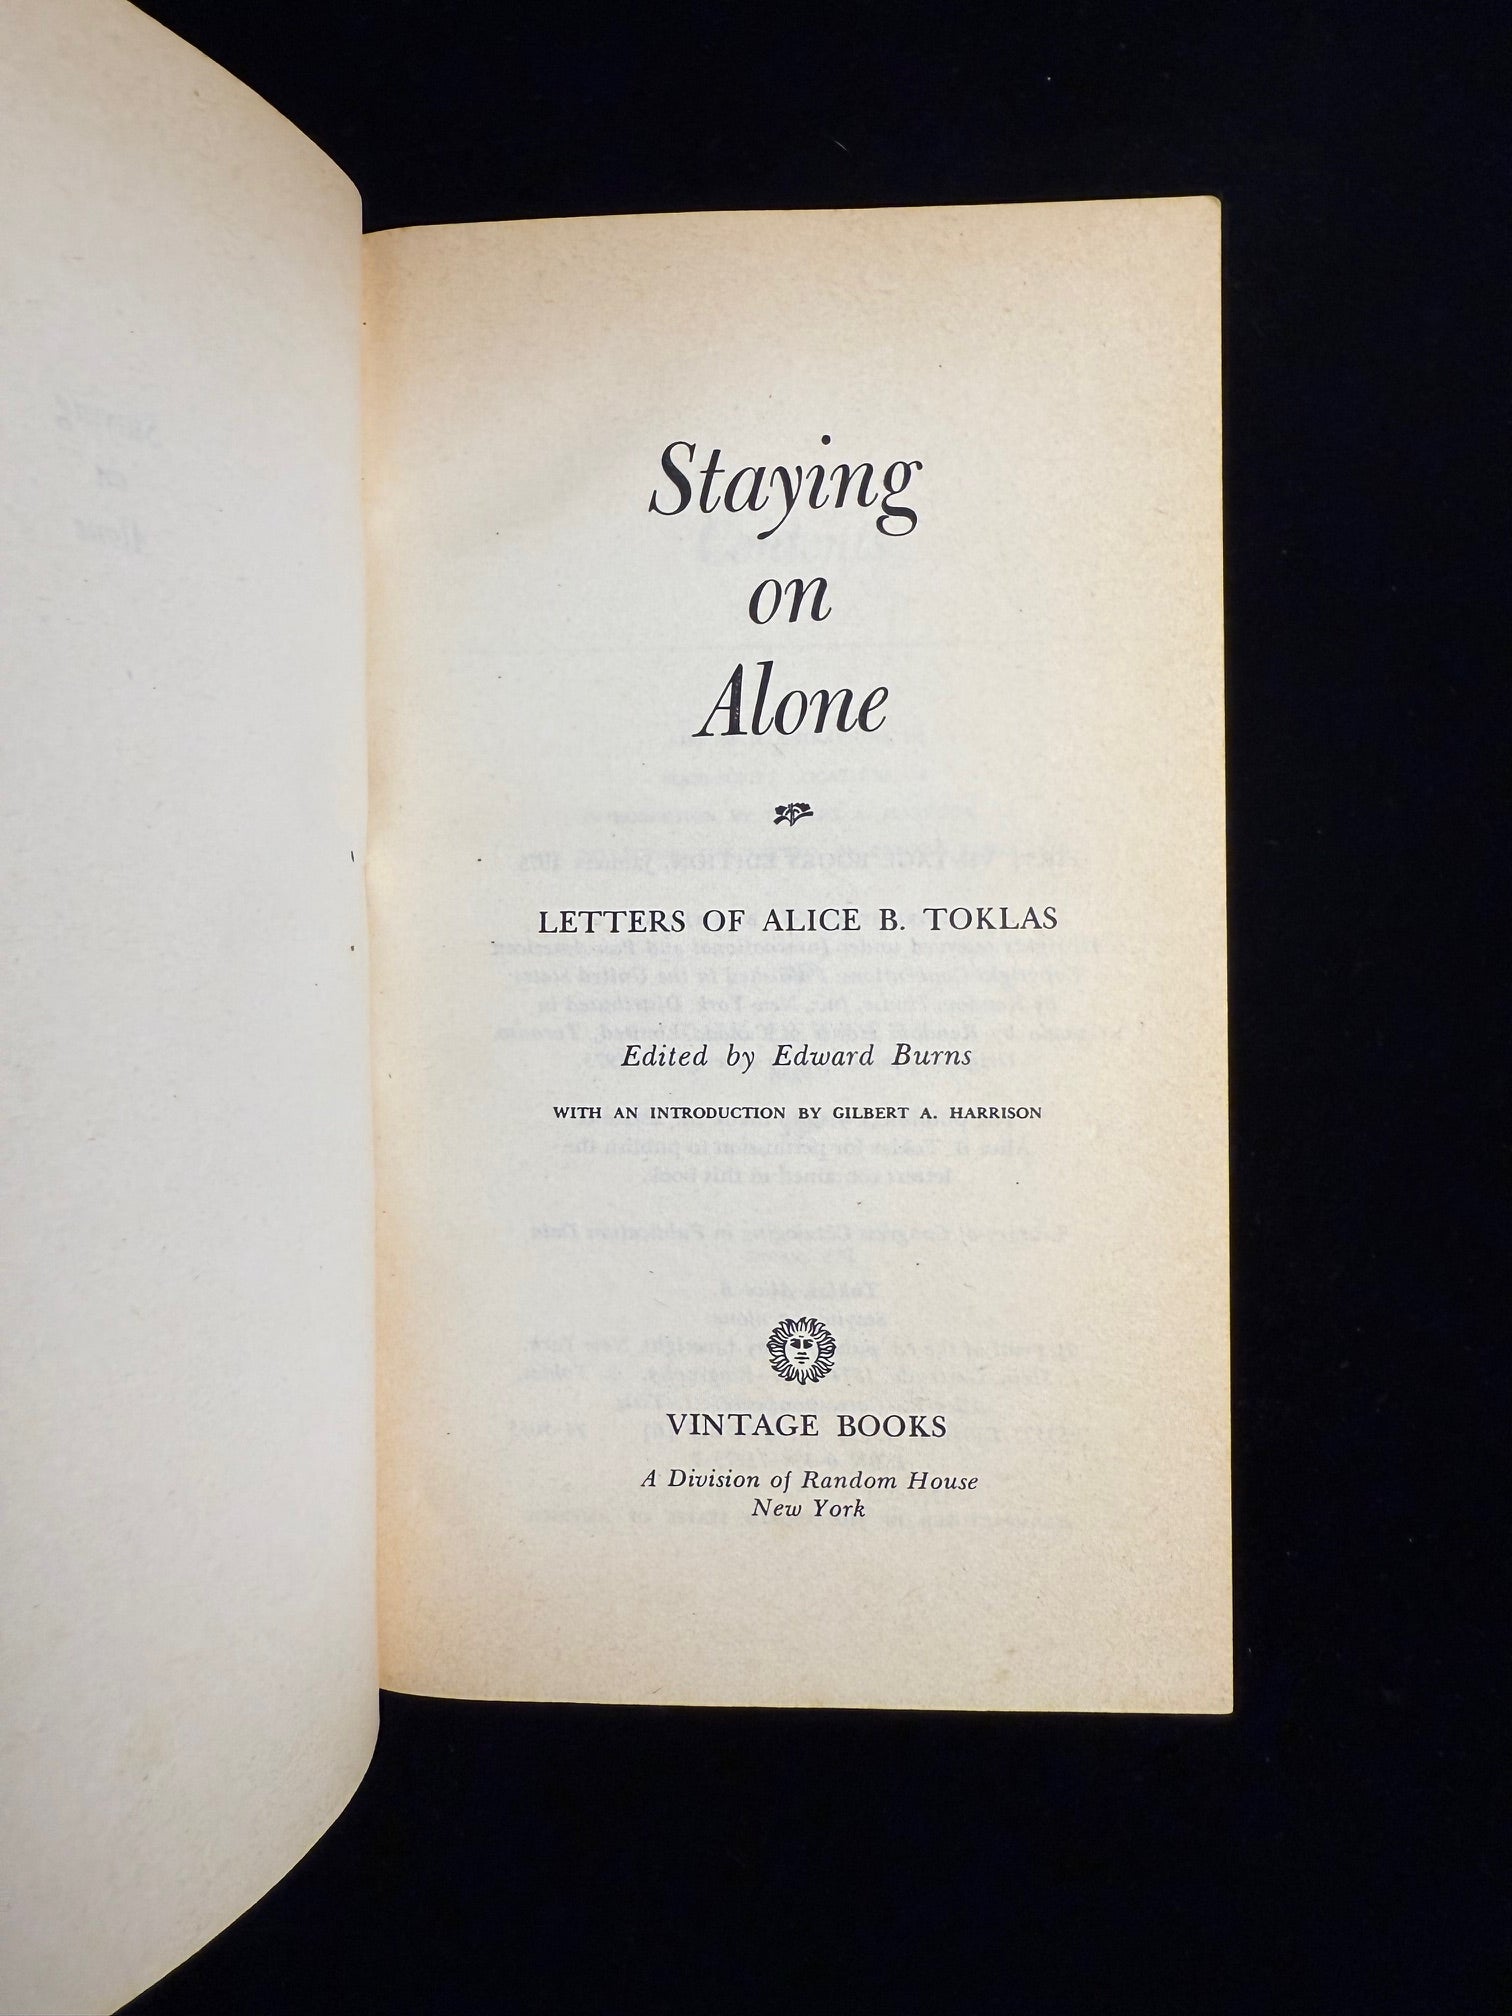 Staying
on
Alone
LETTERS OF ALICE B. TOKLAS
Edited by Edward Burns
WITH AN INTRODUCTION BY GILBERT A. HARRISON
VINTAGE BOOKS
A Division of Random House
New York